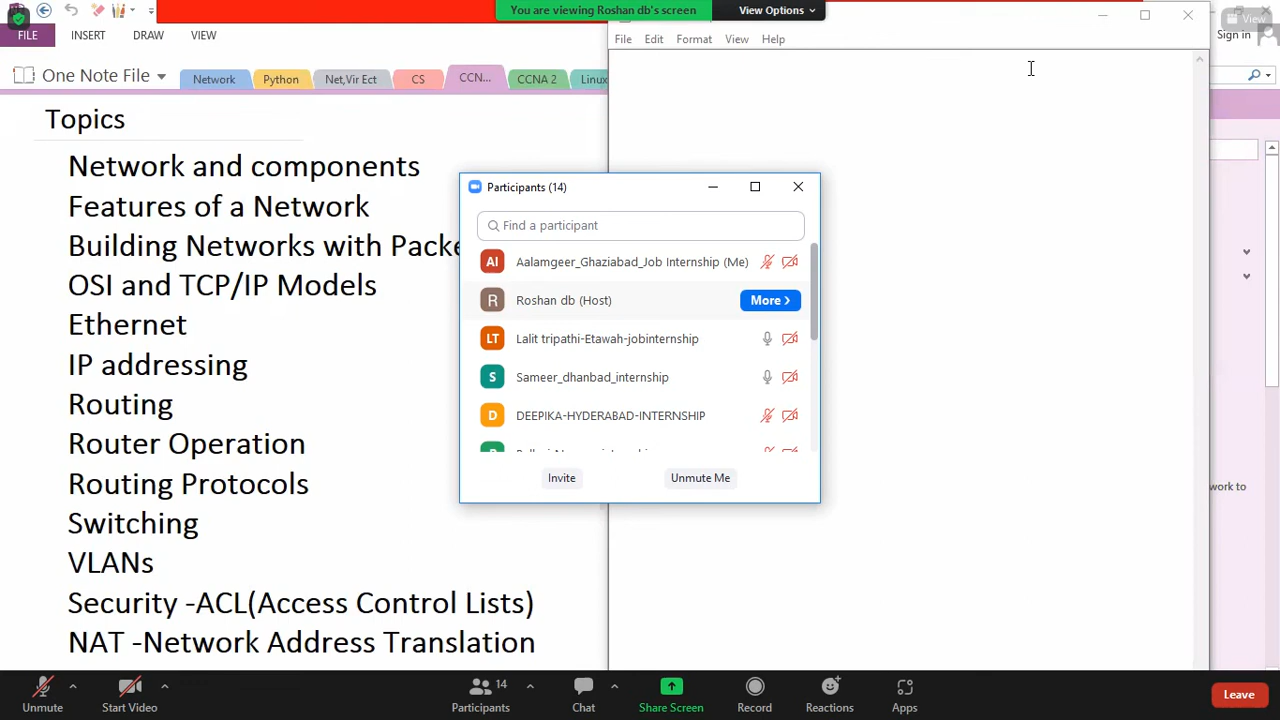 You are viewing Roshan db's screen
View Options
View
FILE
INSERT
DRAW
VIEW
File
Edit
Format
View
Help
Sign in
One Note File
Network
Python
Net,Vir Ect
CS
CCN...
CCNA 2
Linux
Topics
Network and components
Features of a Network
Building Networks with Packe
OSI and TCP/IP Models
Ethernet
IP addressing
Routing
Router Operation
Routing Protocols
Switching
VLANs
Security -ACL(Access Control Lists)
NAT -Network Address Translation
Participants (14)
Find a participant
AI Aalamgeer_Ghaziabad_Job Internship (Me)
R Roshan db (Host) More >
LT Lalit tripathi-Etawah-jobinternship
S Sameer_dhanbad_internship
D DEEPIKA-HYDERABAD-INTERNSHIP
Invite
Unmute Me
work to
Unmute
Start Video
14
Participants
Chat
Share Screen
Record
Reactions
Apps
Leave